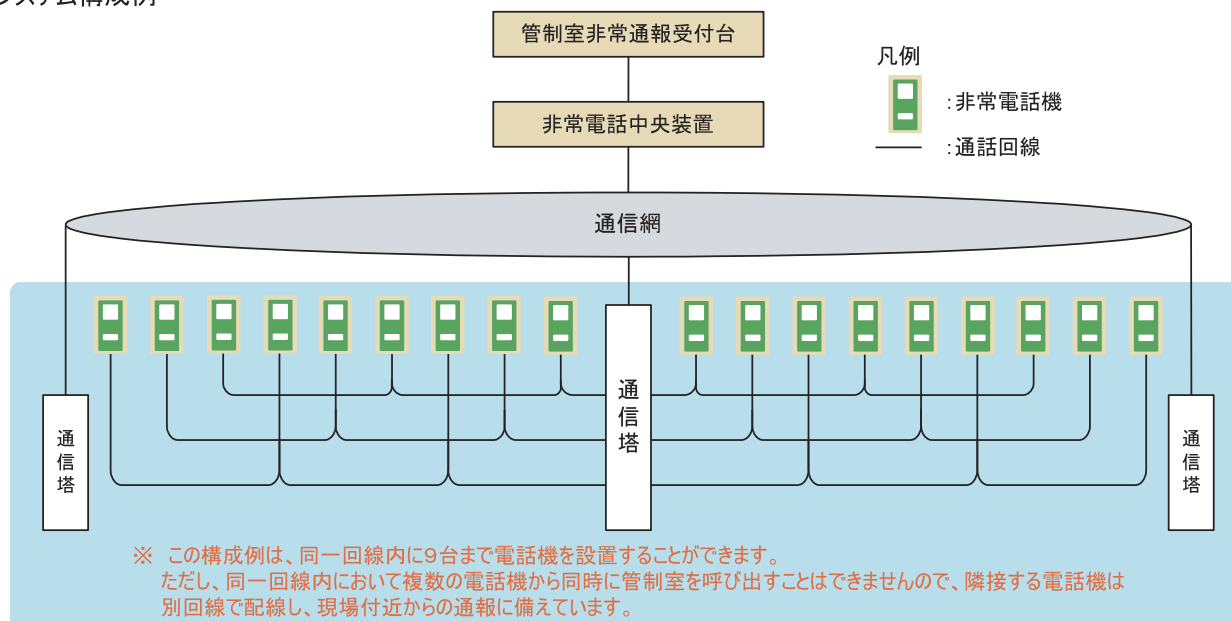 システム構成例
管制室非常通報受付台
凡例
:非常電話機
非常電話中央装置
:通話回線
通信網
通信塔
通信塔
通信塔
※ この構成例は、同一回線内に9台まで電話機を設置することができます。
ただし、同一回線内において複数の電話機から同時に管制室を呼び出すことはできませんので、隣接する電話機は
別回線で配線し、現場付近からの通報に備えています。